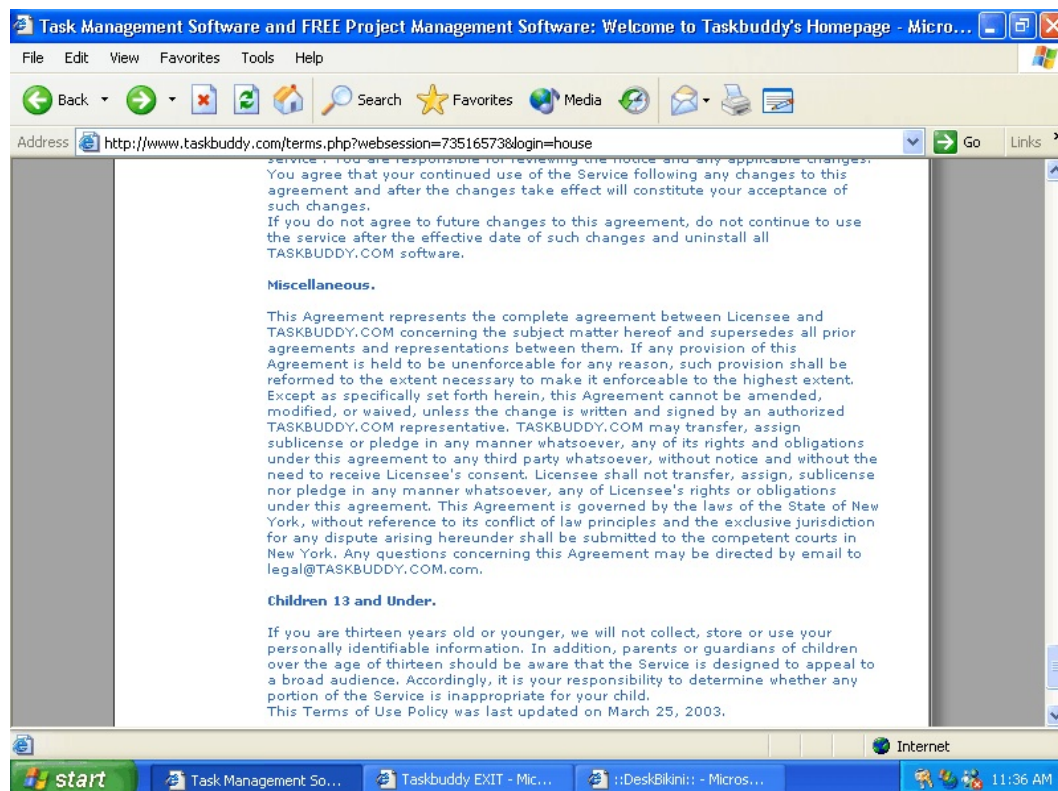 Task Management Software and FREE Project Management Software: Welcome to Taskbuddy's Homepage - Micro...
File Edit View Favorites Tools Help
Back Search Favorites Media
Address http://www.taskbuddy.com/terms.php?websession=73516573&login=house Go Links
service . You are responsible for reviewing the notice and any applicable changes.
You agree that your continued use of the Service following any changes to this
agreement and after the changes take effect will constitute your acceptance of
such changes.
If you do not agree to future changes to this agreement, do not continue to use
the service after the effective date of such changes and uninstall all
TASKBUDDY.COM software.
Miscellaneous.
This Agreement represents the complete agreement between Licensee and
TASKBUDDY.COM concerning the subject matter hereof and supersedes all prior
agreements and representations between them. If any provision of this
Agreement is held to be unenforceable for any reason, such provision shall be
reformed to the extent necessary to make it enforceable to the highest extent.
Except as specifically set forth herein, this Agreement cannot be amended,
modified, or waived, unless the change is written and signed by an authorized
TASKBUDDY.COM representative. TASKBUDDY.COM may transfer, assign
sublicense or pledge in any manner whatsoever, any of its rights and obligations
under this agreement to any third party whatsoever, without notice and without the
need to receive Licensee's consent. Licensee shall not transfer, assign, sublicense
nor pledge in any manner whatsoever, any of Licensee's rights or obligations
under this agreement. This Agreement is governed by the laws of the State of New
York, without reference to its conflict of law principles and the exclusive jurisdiction
for any dispute arising hereunder shall be submitted to the competent courts in
New York. Any questions concerning this Agreement may be directed by email to
legal@TASKBUDDY.COM.com.
Children 13 and Under.
If you are thirteen years old or younger, we will not collect, store or use your
personally identifiable information. In addition, parents or guardians of children
over the age of thirteen should be aware that the Service is designed to appeal to
a broad audience. Accordingly, it is your responsibility to determine whether any
portion of the Service is inappropriate for your child.
This Terms of Use Policy was last updated on March 25, 2003.
Internet
start Task Management So... Taskbuddy EXIT - Mic... ::DeskBikini:: - Micros... 11:36 AM